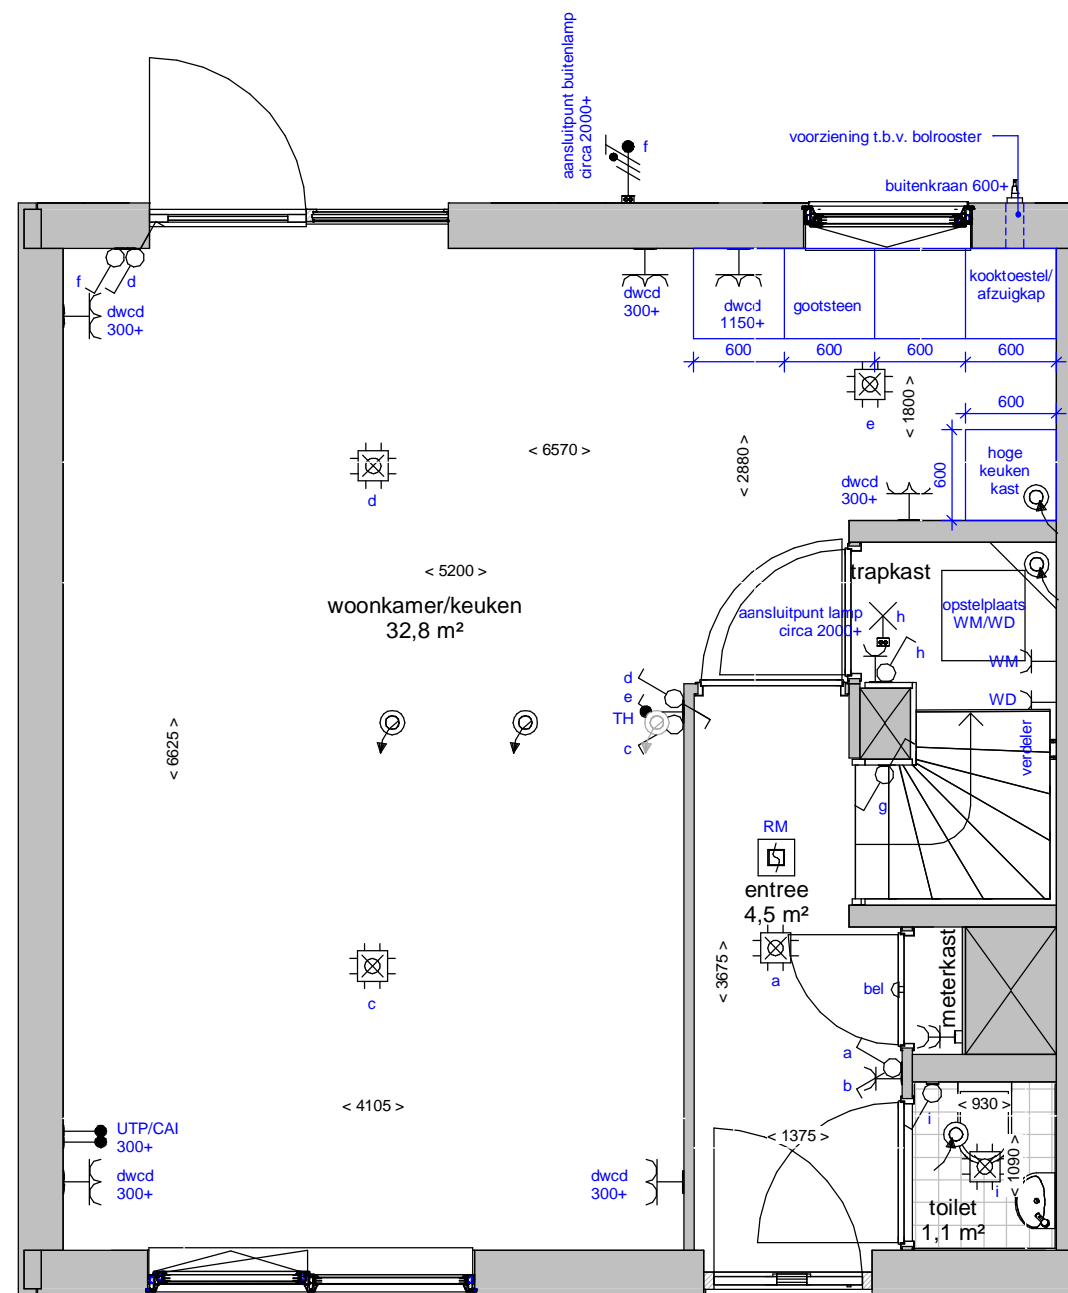 aansluitpunt buitenlamp
circa 2000+
f
voorziening t.b.v. bolrooster
buitenkraan 600+
f
d
dwcd
300+
dwcd
300+
dwcd
1150+
gootsteen
kooktoestel/
afzuigkap
600
600
600
600
e
< 1800 >
600
600
hoge
keuken
kast
< 6570 >
< 2880 >
dwcd
300+
d
< 5200 >
woonkamer/keuken
32,8 m²
trapkast
aansluitpunt lamp
circa 2000+
h
h
opstelplaats
WM/WD
WM
WD
verdeler
d
e
TH
c
< 6625 >
g
RM
entree
4,5 m²
a
< 3675 >
bel
meterkast
c
a
b
< 4105 >
UTP/CAI
300+
dwcd
300+
dwcd
300+
< 1375 >
i
< 930 >
< 1090 >
i
toilet
1,1 m²